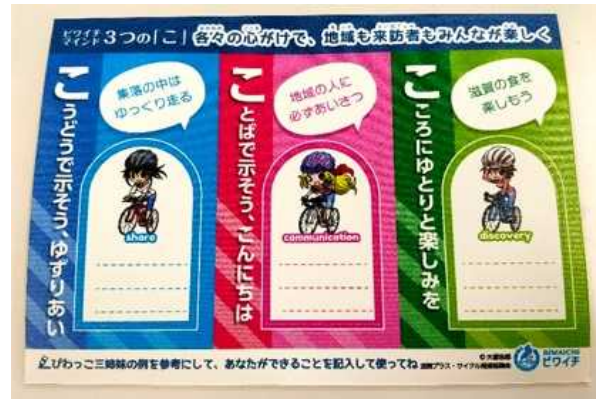 ビワイチマインド 3つの「こ」 各々の心がけで、地域も来訪者もみんなが楽しく
こうどうで示そう、ゆずりあい
集落の中は
ゆっくり走る
share
ことばで示そう、こんにちは
地域の人に
必ずあいさつ
communication
こころにゆとりと楽しみを
滋賀の食を
楽しもう
discovery
びわっこ三姉妹の例を参考にして、あなたができることを記入して使ってね
BIWAICHI
ビワイチ